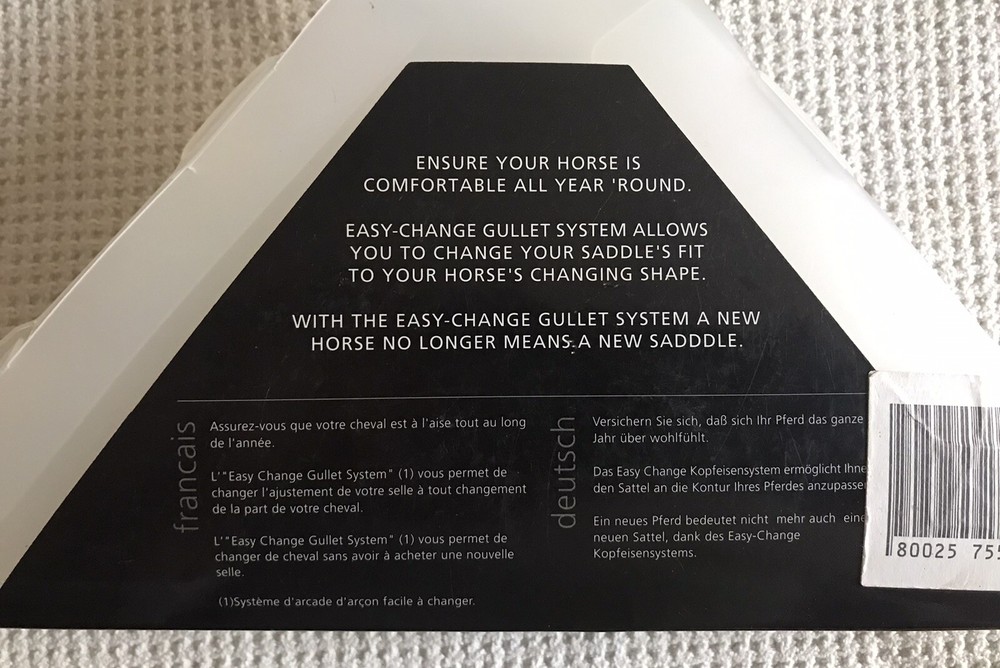 ENSURE YOUR HORSE IS
COMFORTABLE ALL YEAR 'ROUND.
EASY-CHANGE GULLET SYSTEM ALLOWS
YOU TO CHANGE YOUR SADDLE'S FIT
TO YOUR HORSE'S CHANGING SHAPE.
WITH THE EASY-CHANGE GULLET SYSTEM A NEW
HORSE NO LONGER MEANS A NEW SADDDLE.
francais
Assurez-vous que votre cheval est à l'aise tout au long
de l'année.
L'"Easy Change Gullet System" (1) vous permet de
changer l'ajustement de votre selle à tout changement
de la part de votre cheval.
L'"Easy Change Gullet System" (1) vous permet de
changer de cheval sans avoir à acheter une nouvelle
selle.
(1)Système d'arcade d'arçon facile à changer.
deutsch
Versichern Sie sich, daß sich Ihr Pferd das ganze
Jahr über wohlfühlt.
Das Easy Change Kopfeisensystem ermöglicht Ihne
den Sattel an die Kontur Ihres Pferdes anzupasse
Ein neues Pferd bedeutet nicht mehr auch eine
neuen Sattel, dank des Easy-Change
Kopfeisensystems.
80025 755